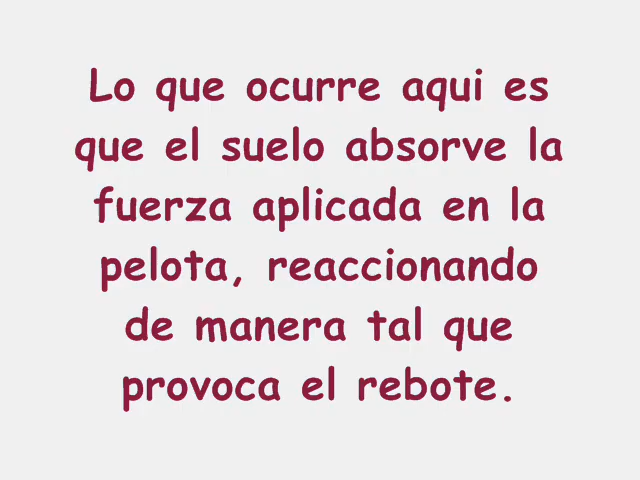 Lo que ocurre aqui es
que el suelo absorve la
fuerza aplicada en la
pelota, reaccionando
de manera tal que
provoca el rebote.